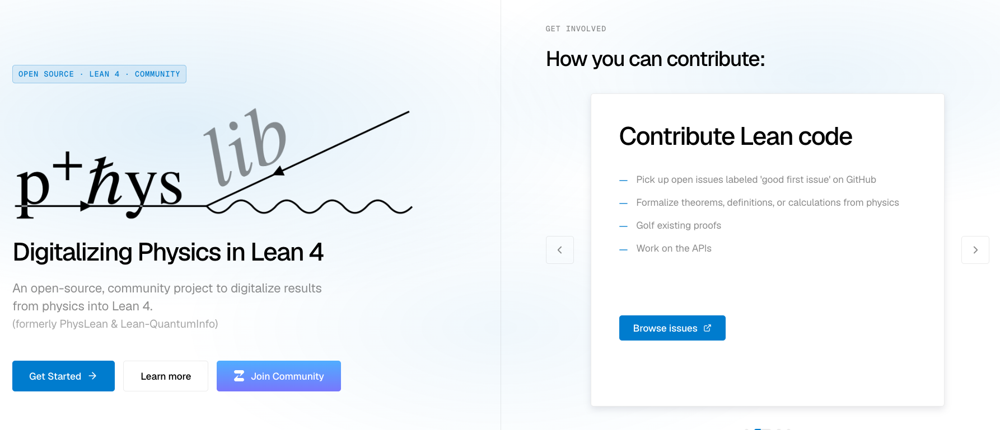 OPEN SOURCE · LEAN 4 · COMMUNITY
p⁺ℏys lib
Digitalizing Physics in Lean 4
An open-source, community project to digitalize results
from physics into Lean 4.
(formerly PhysLean & Lean-QuantumInfo)
Get Started
Learn more
Join Community
GET INVOLVED
How you can contribute:
Contribute Lean code
Pick up open issues labeled 'good first issue' on GitHub
Formalize theorems, definitions, or calculations from physics
Golf existing proofs
Work on the APIs
Browse issues